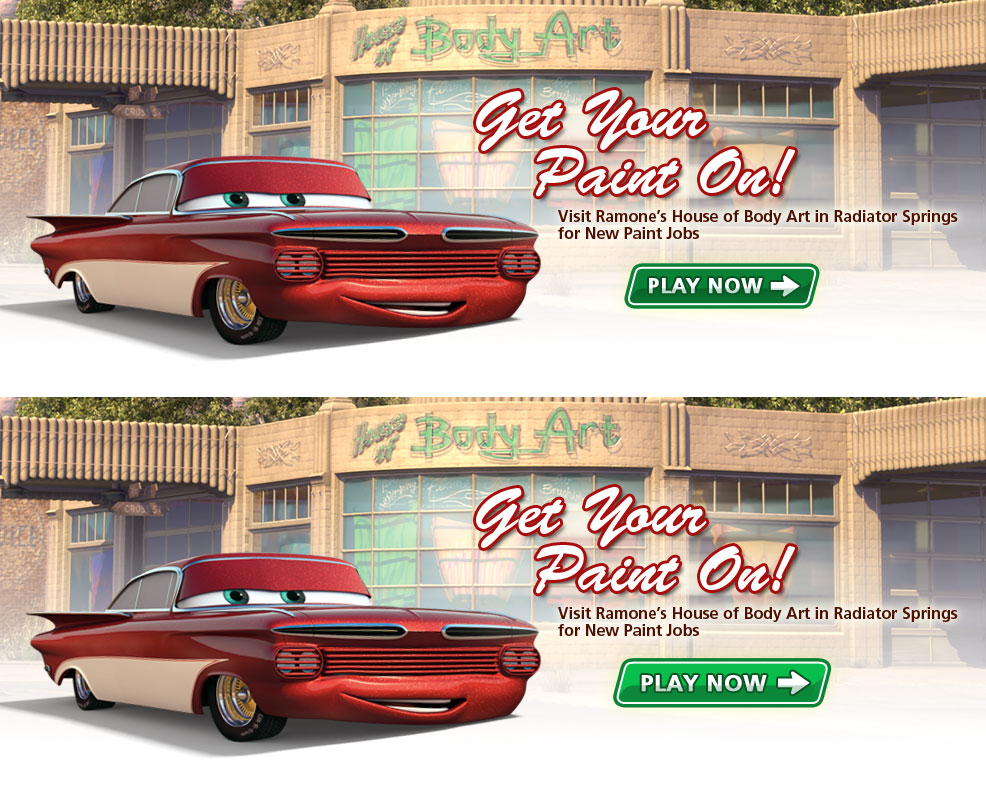 House of Body Art
Get Your
Paint On!
Visit Ramone's House of Body Art in Radiator Springs
for New Paint Jobs
PLAY NOW
House of Body Art
Get Your
Paint On!
Visit Ramone's House of Body Art in Radiator Springs
for New Paint Jobs
PLAY NOW